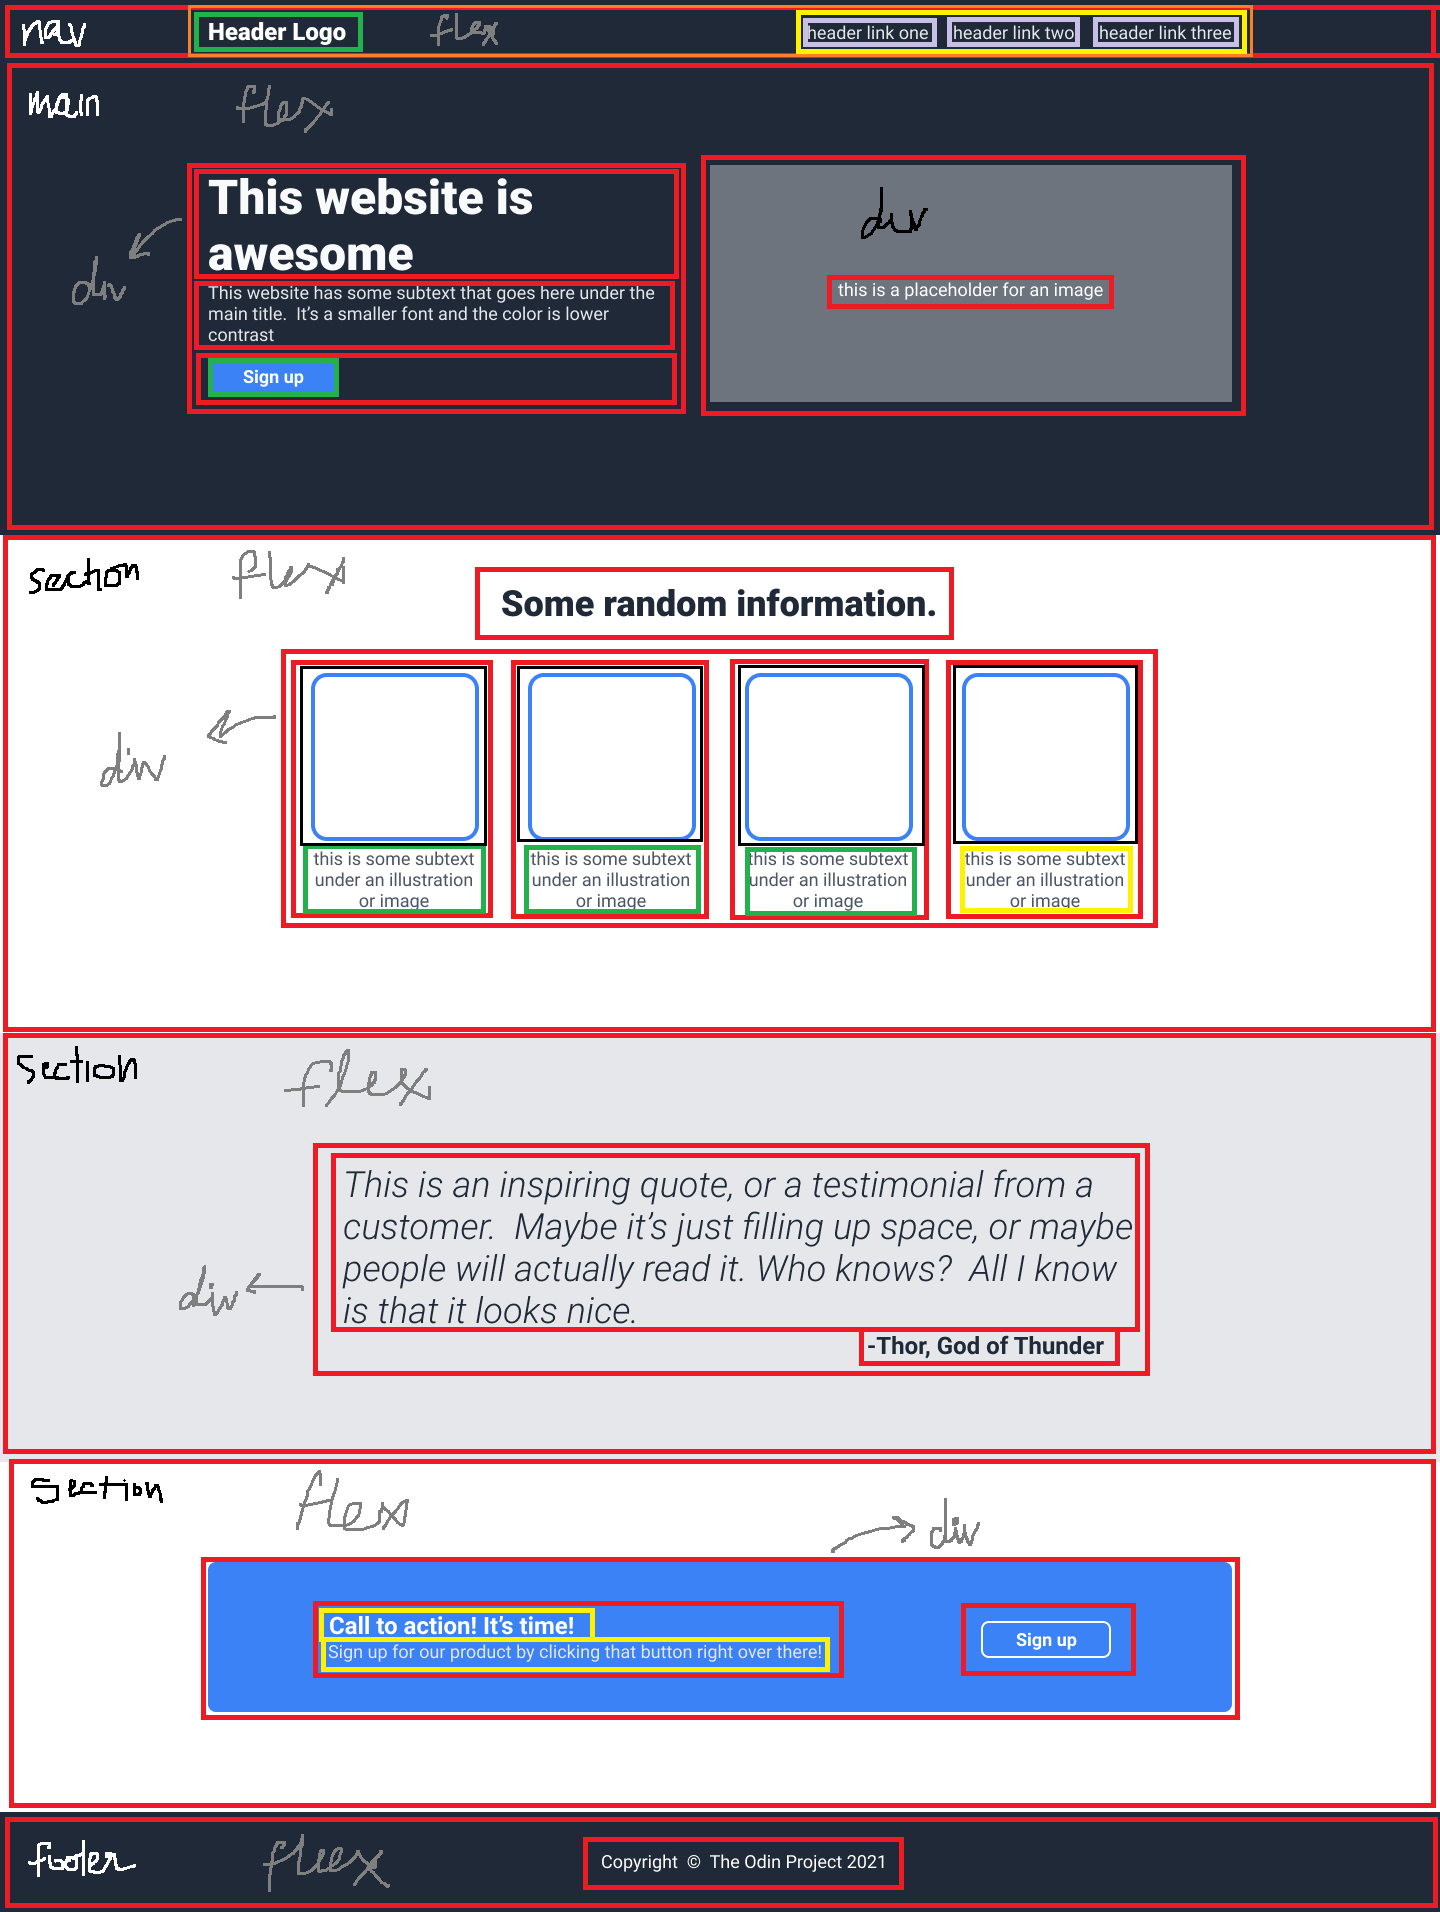 nav
Header Logo
flex
header link one
header link two
header link three
main
flex
This website is
awesome
div
This website has some subtext that goes here under the
main title. It's a smaller font and the color is lower
contrast
Sign up
div
this is a placeholder for an image
section
flex
Some random information.
div
this is some subtext
under an illustration
or image
this is some subtext
under an illustration
or image
this is some subtext
under an illustration
or image
this is some subtext
under an illustration
or image
section
flex
This is an inspiring quote, or a testimonial from a
customer. Maybe it's just filling up space, or maybe
people will actually read it. Who knows? All I know
is that it looks nice.
div
-Thor, God of Thunder
section
flex
div
Call to action! It's time!
Sign up for our product by clicking that button right over there!
Sign up
footer
fleex
Copyright © The Odin Project 2021